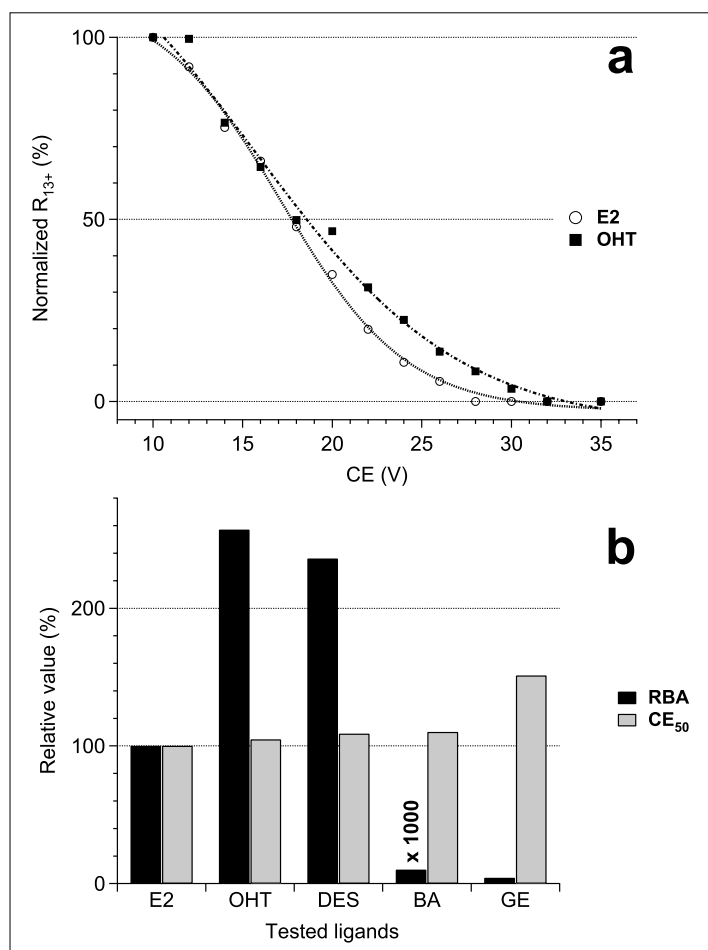 a
100
50
0
Normalized R13+ (%)
E2
OHT
10 15 20 25 30 35
CE (V)
b
200
100
0
Relative value (%)
x 1000
RBA
CE50
E2 OHT DES BA GE
Tested ligands